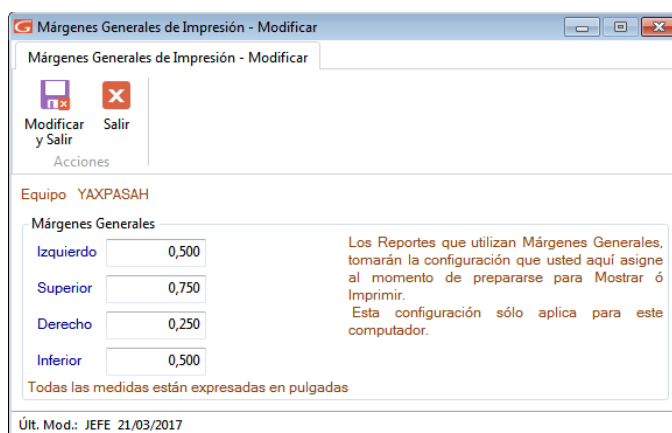 Márgenes Generales de Impresión - Modificar
Márgenes Generales de Impresión - Modificar
Modificar
y Salir
Salir
Acciones
Equipo YAXPASAH
Márgenes Generales
Izquierdo 0,500
Superior 0,750
Derecho 0,250
Inferior 0,500
Los Reportes que utilizan Márgenes Generales,
tomarán la configuración que usted aquí asigne
al momento de prepararse para Mostrar ó
Imprimir.
Esta configuración sólo aplica para este
computador.
Todas las medidas están expresadas en pulgadas
Últ. Mod.: JEFE 21/03/2017